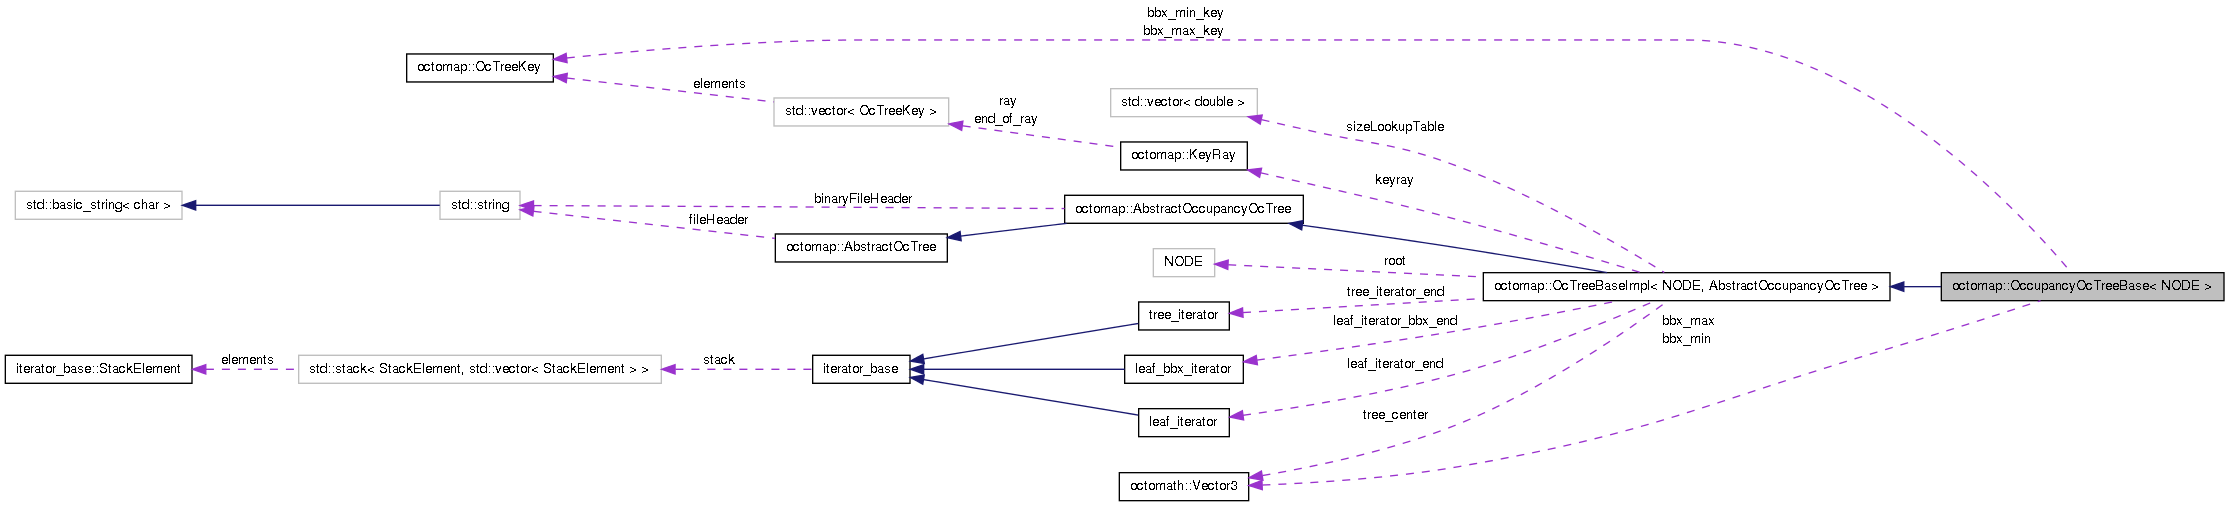 bbx_min_key
bbx_max_key
octomap::OcTreeKey
elements
std::vector< OcTreeKey >
ray
end_of_ray
std::vector< double >
sizeLookupTable
octomap::KeyRay
keyray
std::basic_string< char >
std::string
binaryFileHeader
fileHeader
octomap::AbstractOccupancyOcTree
octomap::AbstractOcTree
NODE
root
octomap::OcTreeBaseImpl< NODE, AbstractOccupancyOcTree >
octomap::OccupancyOcTreeBase< NODE >
tree_iterator_end
tree_iterator
leaf_iterator_bbx_end
bbx_max
bbx_min
iterator_base::StackElement
elements
std::stack< StackElement, std::vector< StackElement > >
stack
iterator_base
leaf_bbx_iterator
leaf_iterator_end
leaf_iterator
tree_center
octomath::Vector3